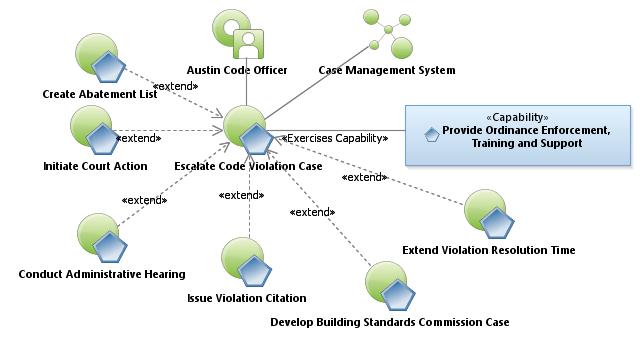 Austin Code Officer
Case Management System
Create Abatement List
«extend»
«Capability»
Provide Ordinance Enforcement,
Training and Support
«extend»
Initiate Court Action
Escalate Code Violation Case
«Exercises Capability»
«extend»
«extend»
«extend»
«extend»
Extend Violation Resolution Time
Conduct Administrative Hearing
Issue Violation Citation
Develop Building Standards Commission Case